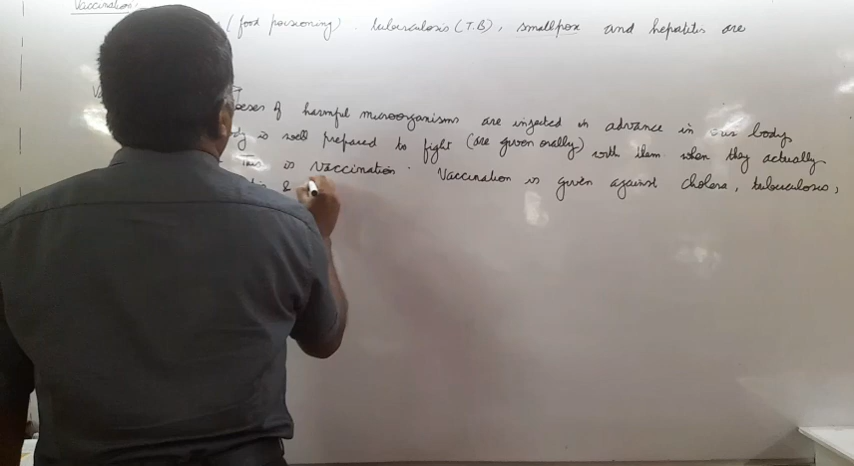 Vaccination:
(food poisoning). tuberculosis (T.B), smallpox and hepatitis are
of harmful microorganisms are injected in advance in our body
is well prepared to fight (are given orally) with them when they actually
This is vaccination. Vaccination is given against cholera, tuberculosis,
&